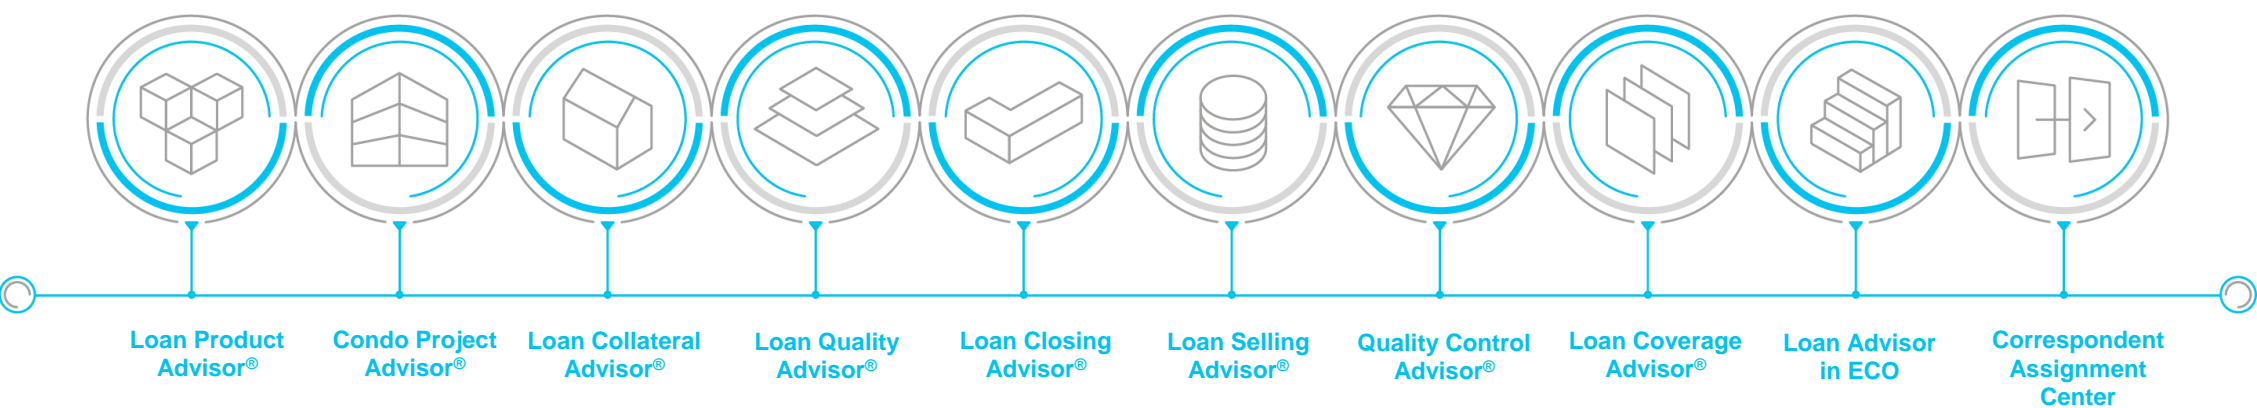 Loan Product
Advisor®
Condo Project
Advisor®
Loan Collateral
Advisor®
Loan Quality
Advisor®
Loan Closing
Advisor®
Loan Selling
Advisor®
Quality Control
Advisor®
Loan Coverage
Advisor®
Loan Advisor
in ECO
Correspondent
Assignment
Center